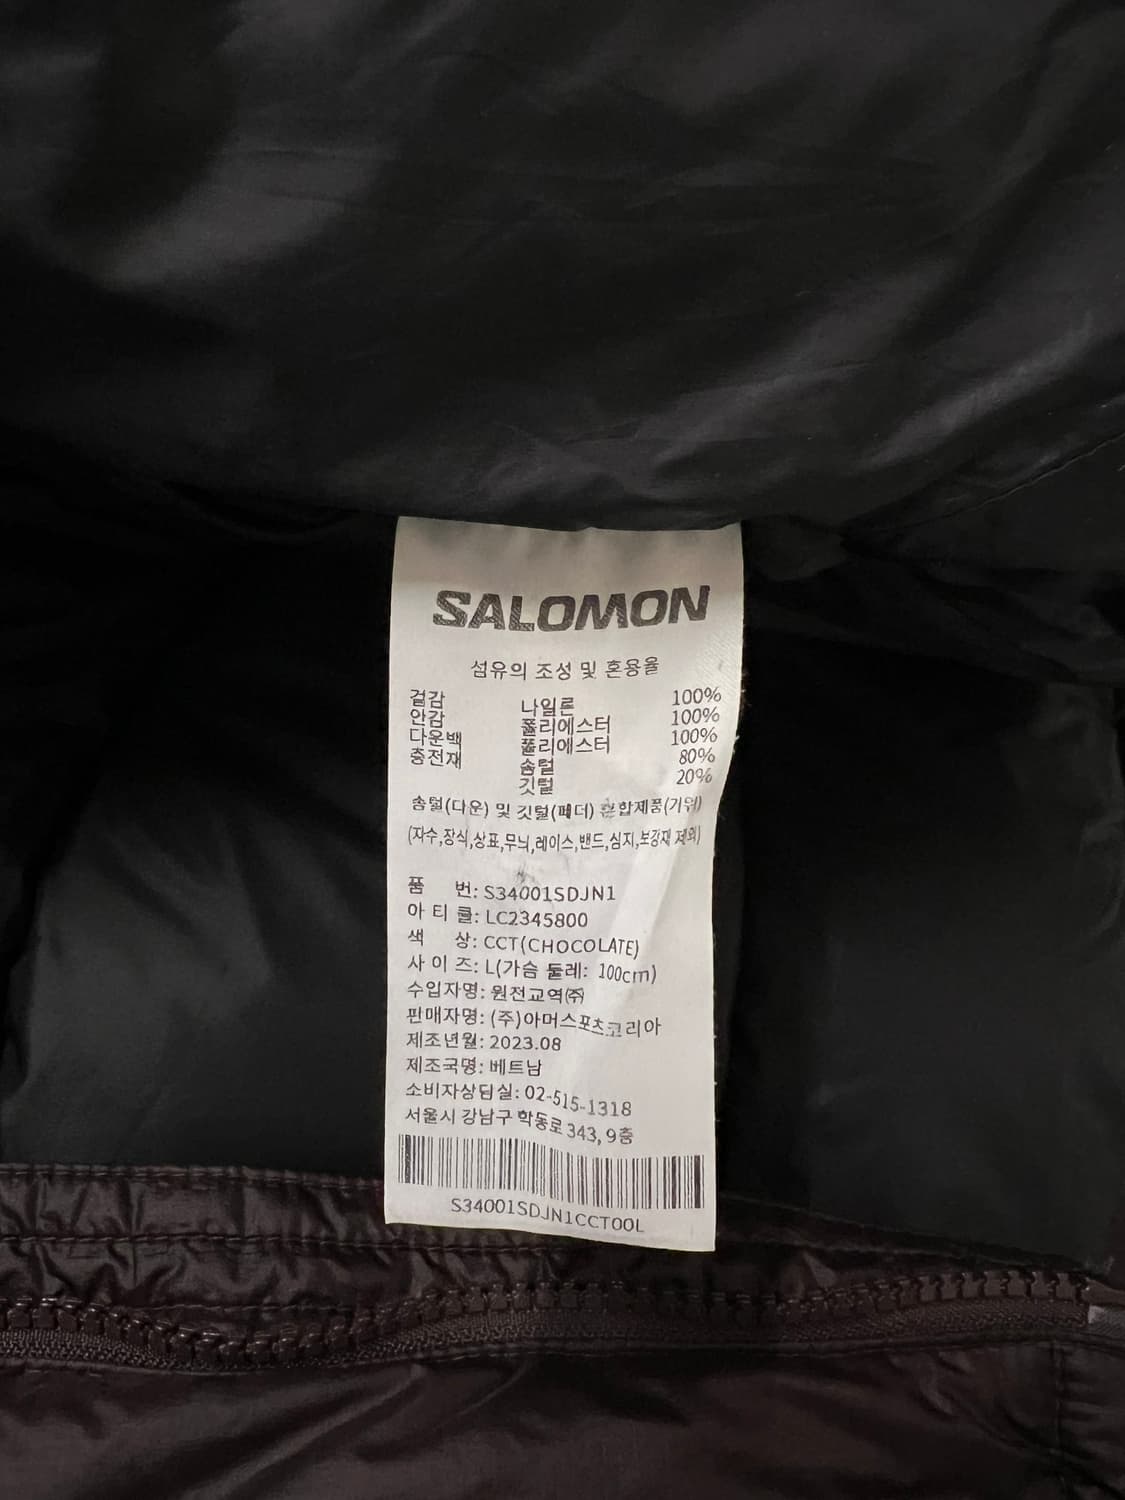 SALOMON
섬유의 조성 및 혼용율
겉감 나일론 100%
안감 폴리에스터 100%
다운백 폴리에스터 100%
충전재 솜털 80%
깃털 20%
솜털(다운) 및 깃털(페더) 혼합제품(거위)
(자수,장식,상표,무늬,레이스,밴드,심지,보강재 제외)
품 번: S34001SDJN1
아 티 클: LC2345800
색 상: CCT(CHOCOLATE)
사 이 즈: L(가슴 둘레: 100cm)
수입자명: 원전교역㈜
판매자명: (주)아머스포츠코리아
제조년월: 2023.08
제조국명: 베트남
소비자상담실: 02-515-1318
서울시 강남구 학동로 343, 9층
S34001SDJN1CCT00L